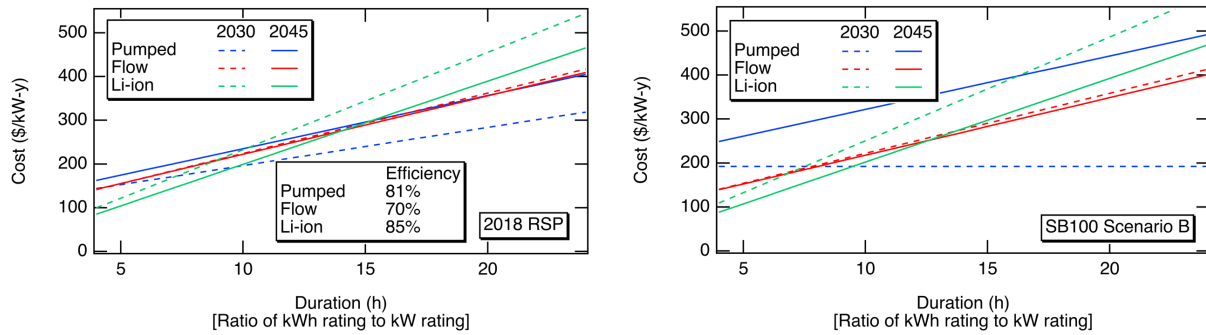 500
400
300
200
100
0
Cost ($/kW-y)
2030 2045
Pumped
Flow
Li-ion
Efficiency
Pumped 81%
Flow 70%
Li-ion 85%
2018 RSP
5 10 15 20
Duration (h)
[Ratio of kWh rating to kW rating]
500
400
300
200
100
0
Cost ($/kW-y)
2030 2045
Pumped
Flow
Li-ion
SB100 Scenario B
5 10 15 20
Duration (h)
[Ratio of kWh rating to kW rating]